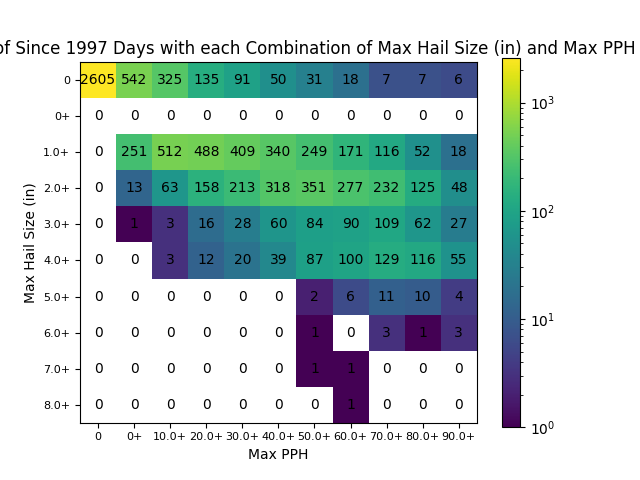 of Since 1997 Days with each Combination of Max Hail Size (in) and Max PPH
0 2605 542 325 135 91 50 31 18 7 7 6
0+ 0 0 0 0 0 0 0 0 0 0 0
1.0+ 0 251 512 488 409 340 249 171 116 52 18
2.0+ 0 13 63 158 213 318 351 277 232 125 48
3.0+ 0 1 3 16 28 60 84 90 109 62 27
4.0+ 0 0 3 12 20 39 87 100 129 116 55
5.0+ 0 0 0 0 0 0 2 6 11 10 4
6.0+ 0 0 0 0 0 0 1 0 3 1 3
7.0+ 0 0 0 0 0 0 1 1 0 0 0
8.0+ 0 0 0 0 0 0 0 1 0 0 0
0 0+ 10.0+ 20.0+ 30.0+ 40.0+ 50.0+ 60.0+ 70.0+ 80.0+ 90.0+
Max PPH
Max Hail Size (in)
10³
10²
10¹
10⁰